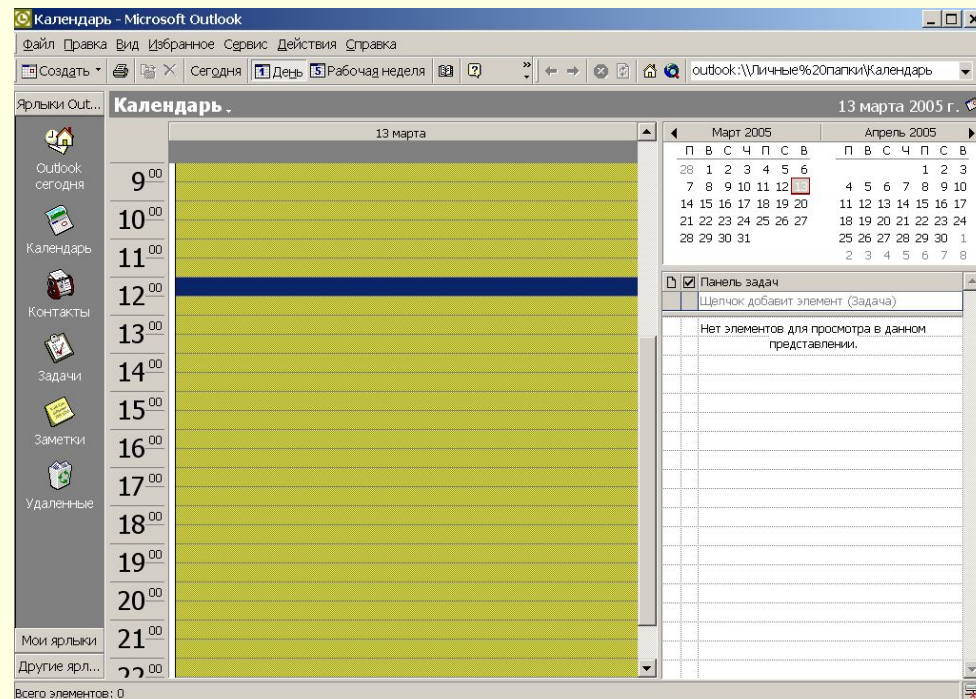 Календарь - Microsoft Outlook
Файл Правка Вид Избранное Сервис Действия Справка
Создать Сегодня 1 День 5 Рабочая неделя outlook:\\Личные%20папки\Календарь
Ярлыки Out... Календарь. 13 марта 2005 г.
Outlook сегодня
Календарь
Контакты
Задачи
Заметки
Удаленные
Мои ярлыки
Другие ярл...
13 марта
9 00
10 00
11 00
12 00
13 00
14 00
15 00
16 00
17 00
18 00
19 00
20 00
21 00
22 00
Март 2005
П В С Ч П С В
28 1 2 3 4 5 6
7 8 9 10 11 12 13
14 15 16 17 18 19 20
21 22 23 24 25 26 27
28 29 30 31
Апрель 2005
П В С Ч П С В
1 2 3
4 5 6 7 8 9 10
11 12 13 14 15 16 17
18 19 20 21 22 23 24
25 26 27 28 29 30 1
2 3 4 5 6 7 8
Панель задач
Щелчок добавит элемент (Задача)
Нет элементов для просмотра в данном
представлении.
Всего элементов: 0